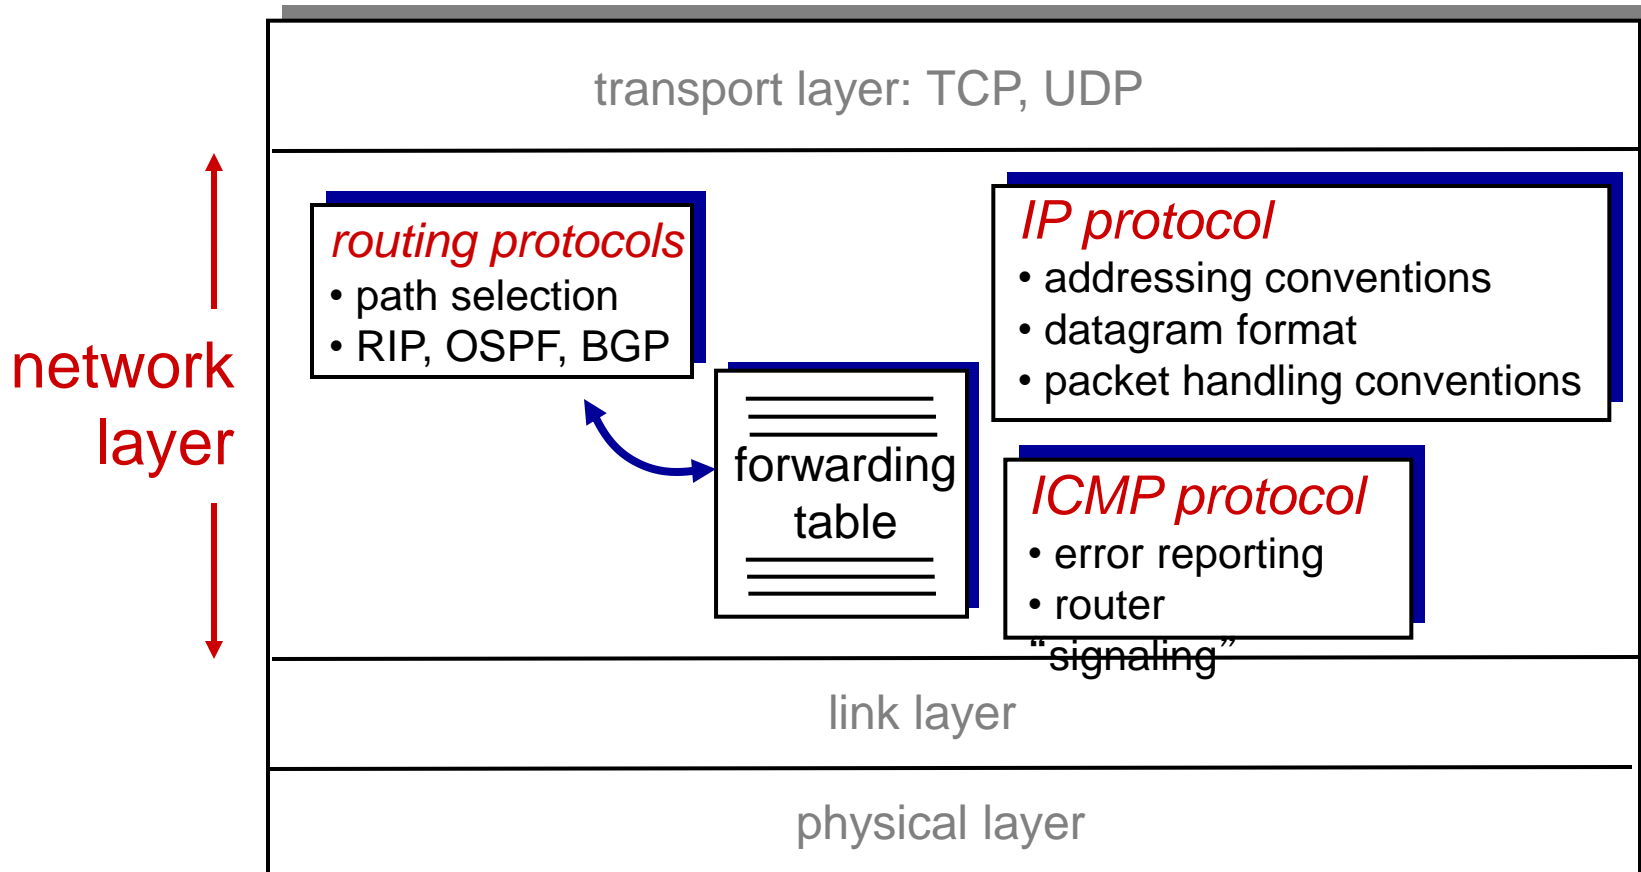 transport layer: TCP, UDP
network
layer
routing protocols
• path selection
• RIP, OSPF, BGP
forwarding
table
IP protocol
• addressing conventions
• datagram format
• packet handling conventions
ICMP protocol
• error reporting
• router
“signaling”
link layer
physical layer